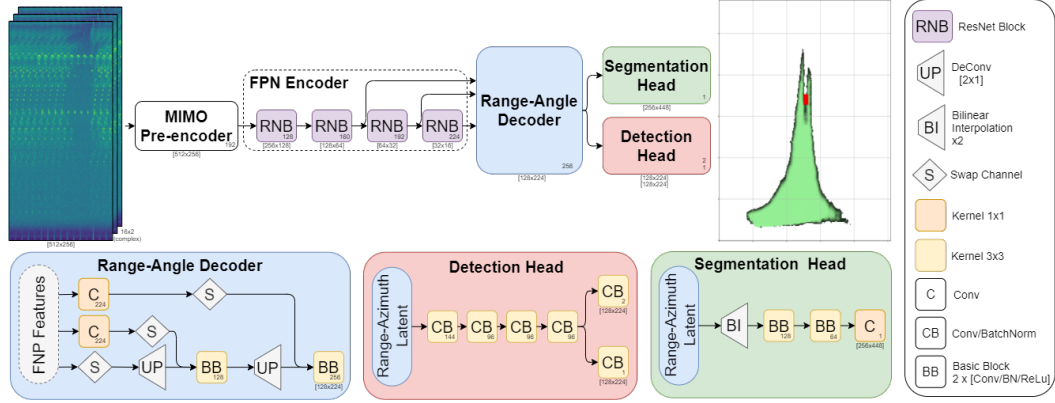 16x2
(complex)
[512x256]
MIMO
Pre-encoder
192
[512x256]
FPN Encoder
RNB
128
[256x128]
RNB
160
[128x64]
RNB
192
[64x32]
RNB
224
[32x16]
Range-Angle
Decoder
256
[128x224]
Segmentation
Head
1
[256x448]
Detection
Head
2
1
[128x224]
[128x224]
RNB
ResNet Block
UP
DeConv
[2x1]
BI
Bilinear
Interpolation
x2
S
Swap Channel
Kernel 1x1
Kernel 3x3
C
Conv
CB
Conv/BatchNorm
BB
Basic Block
2 x [Conv/BN/ReLu]
Range-Angle Decoder
FNP Features
C
224
S
C
224
S
S
UP
BB
128
UP
BB
256
[128x224]
Detection Head
Range-Azimuth
Latent
CB
144
CB
96
CB
96
CB
96
CB
2
[128x224]
CB
1
[128x224]
Segmentation Head
Range-Azimuth
Latent
BI
BB
128
BB
64
C
1
[256x448]